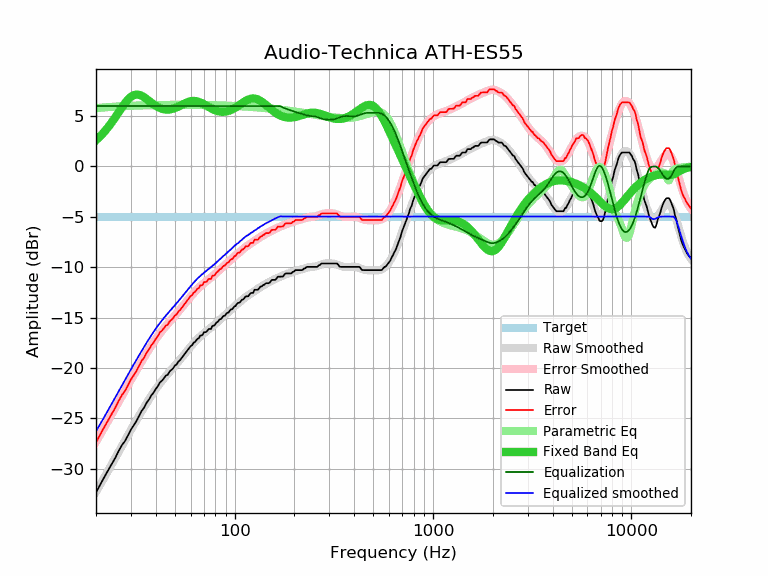 Audio-Technica ATH-ES55
Amplitude (dBr)
5
0
−5
−10
−15
−20
−25
−30
100
1000
10000
Frequency (Hz)
Target
Raw Smoothed
Error Smoothed
Raw
Error
Parametric Eq
Fixed Band Eq
Equalization
Equalized smoothed